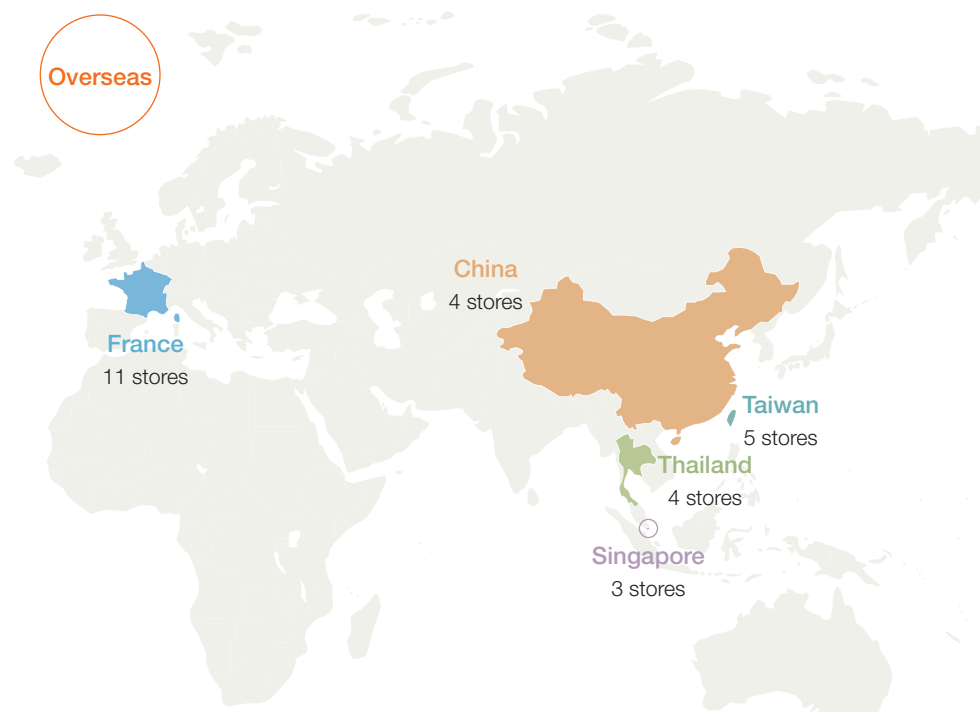 Overseas
China
4 stores
France
11 stores
Taiwan
5 stores
Thailand
4 stores
Singapore
3 stores